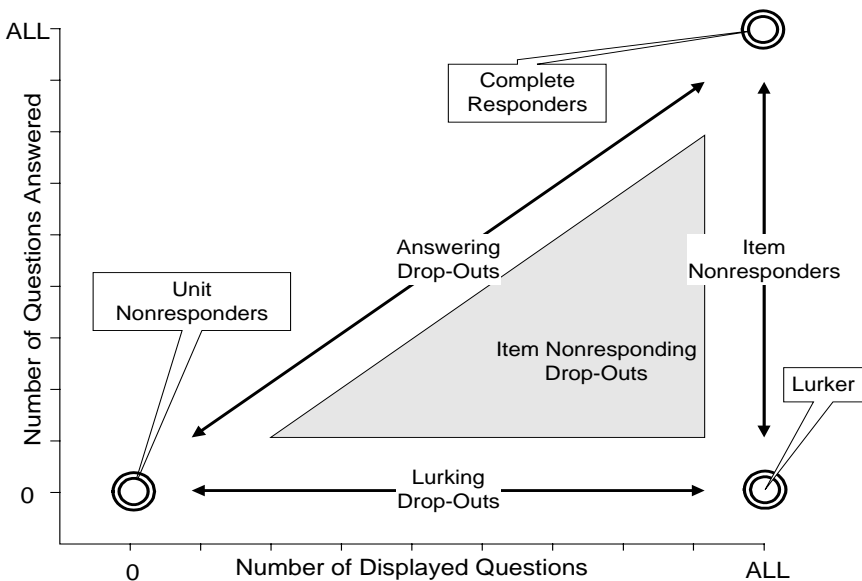 ALL
Complete
Responders
Number of Questions Answered
Answering
Drop-Outs
Item
Nonresponders
Unit
Nonresponders
Item Nonresponding
Drop-Outs
Lurker
Lurking
Drop-Outs
0
0
Number of Displayed Questions
ALL